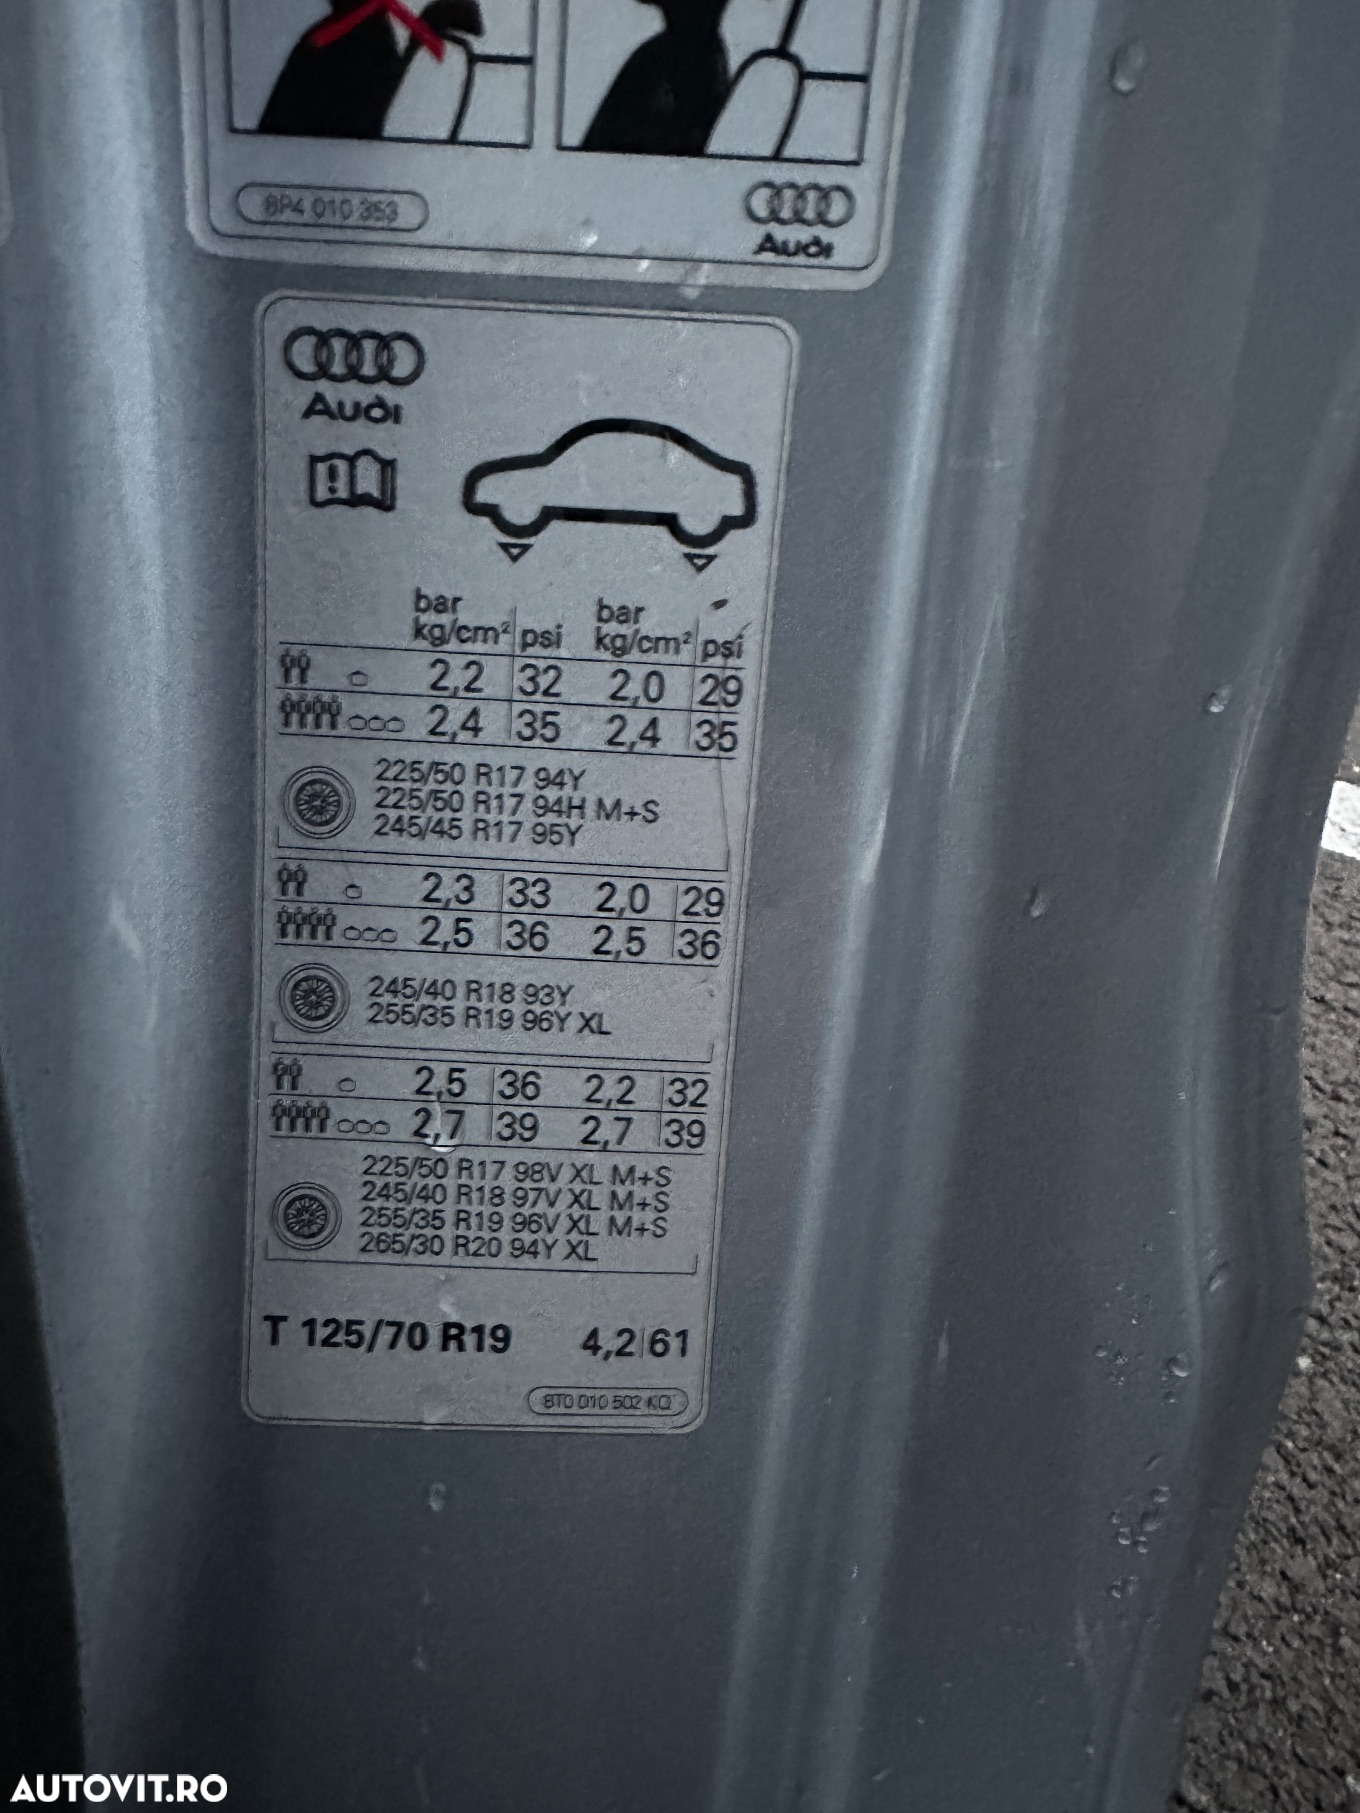 8P4 010 353
Audi
Audi
bar bar
kg/cm² psi kg/cm² psi
2,2 32 2,0 29
2,4 35 2,4 35
225/50 R17 94Y
225/50 R17 94H M+S
245/45 R17 95Y
2,3 33 2,0 29
2,5 36 2,5 36
245/40 R18 93Y
255/35 R19 96Y XL
2,5 36 2,2 32
2,7 39 2,7 39
225/50 R17 98V XL M+S
245/40 R18 97V XL M+S
255/35 R19 96V XL M+S
265/30 R20 94Y XL
T 125/70 R19 4,2 61
8T0 010 502 KQ
AUTOVIT.RO